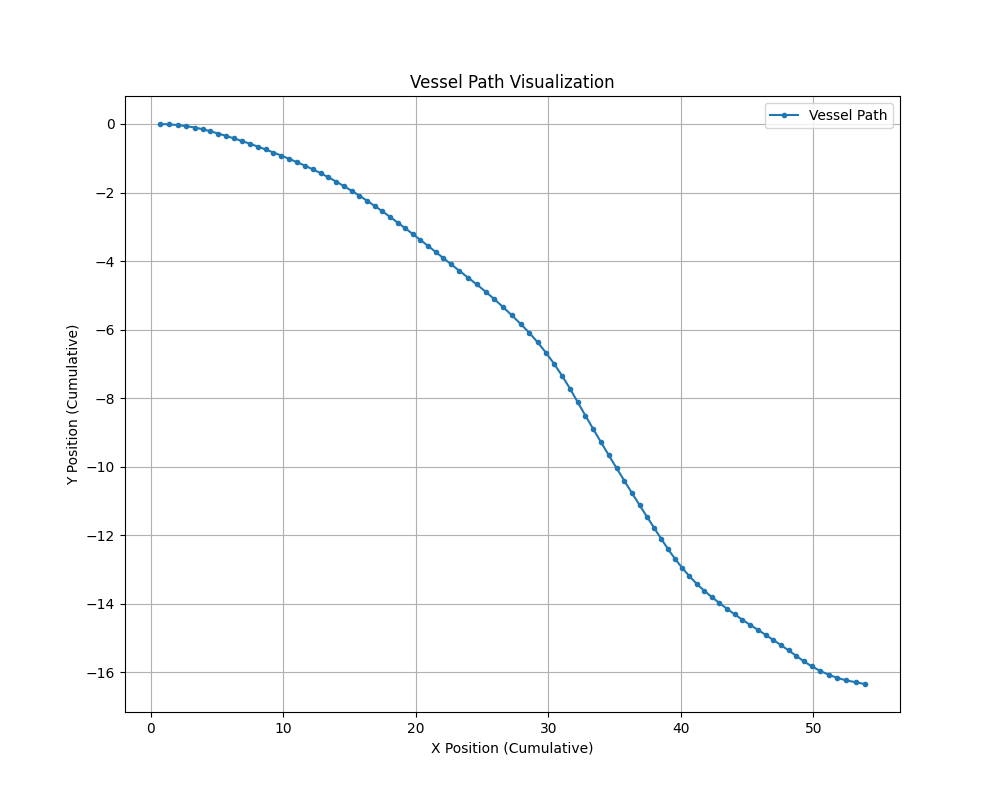 Vessel Path Visualization
Vessel Path
0
−2
−4
−6
−8
−10
−12
−14
−16
Y Position (Cumulative)
0 10 20 30 40 50
X Position (Cumulative)